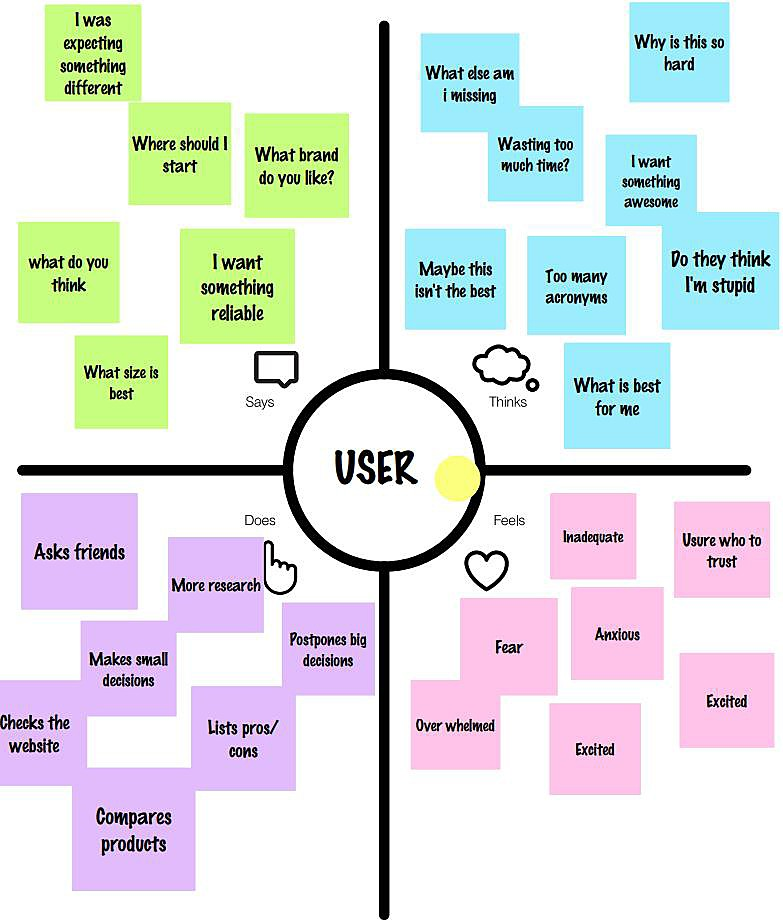 I was
expecting
something
different
Where should I
start
What brand
do you like?
what do you
think
I want
something
reliable
What size is
best
Says
What else am
i missing
Why is this so
hard
Wasting too
much time?
I want
something
awesome
Maybe this
isn't the best
Too many
acronyms
Do they think
I'm stupid
What is best
for me
Thinks
USER
Does
Asks friends
More research
Makes small
decisions
Postpones big
decisions
Checks the
website
Lists pros/
cons
Compares
products
Feels
Inadequate
Usure who to
trust
Fear
Anxious
Over whelmed
Excited
Excited